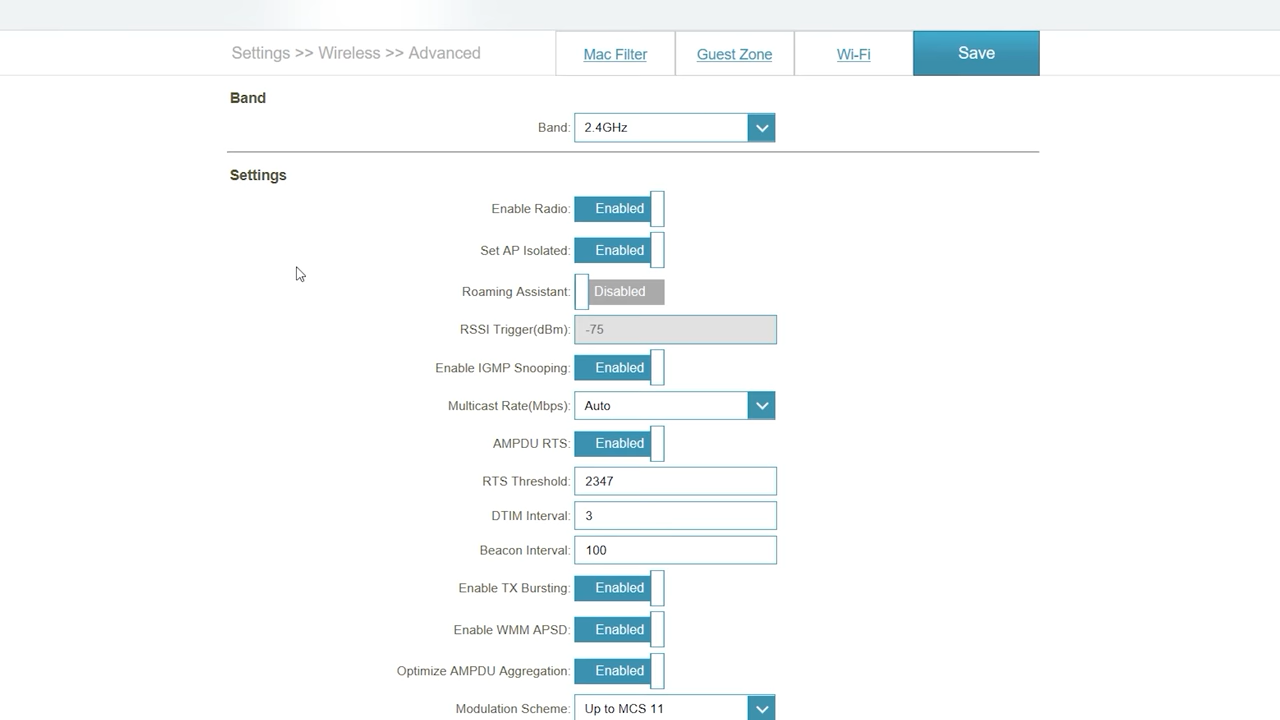 Settings >> Wireless >> Advanced
Mac Filter
Guest Zone
Wi-Fi
Save
Band
Band: 2.4GHz
Settings
Enable Radio: Enabled
Set AP Isolated: Enabled
Roaming Assistant: Disabled
RSSI Trigger(dBm): -75
Enable IGMP Snooping: Enabled
Multicast Rate(Mbps): Auto
AMPDU RTS: Enabled
RTS Threshold: 2347
DTIM Interval: 3
Beacon Interval: 100
Enable TX Bursting: Enabled
Enable WMM APSD: Enabled
Optimize AMPDU Aggregation: Enabled
Modulation Scheme: Up to MCS 11